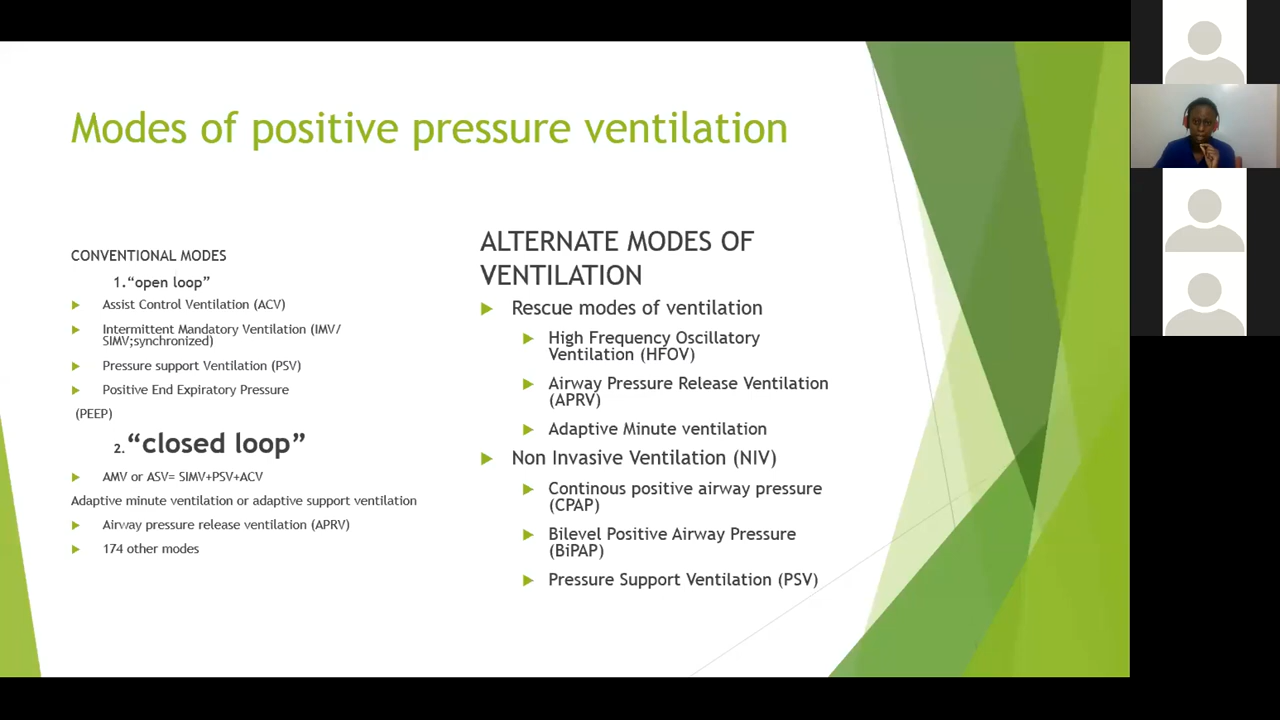 Modes of positive pressure ventilation
CONVENTIONAL MODES
1.“open loop”
Assist Control Ventilation (ACV)
Intermittent Mandatory Ventilation (IMV/
SIMV;synchronized)
Pressure support Ventilation (PSV)
Positive End Expiratory Pressure
(PEEP)
2.“closed loop”
AMV or ASV= SIMV+PSV+ACV
Adaptive minute ventilation or adaptive support ventilation
Airway pressure release ventilation (APRV)
174 other modes
ALTERNATE MODES OF
VENTILATION
Rescue modes of ventilation
High Frequency Oscillatory
Ventilation (HFOV)
Airway Pressure Release Ventilation
(APRV)
Adaptive Minute ventilation
Non Invasive Ventilation (NIV)
Continous positive airway pressure
(CPAP)
Bilevel Positive Airway Pressure
(BiPAP)
Pressure Support Ventilation (PSV)